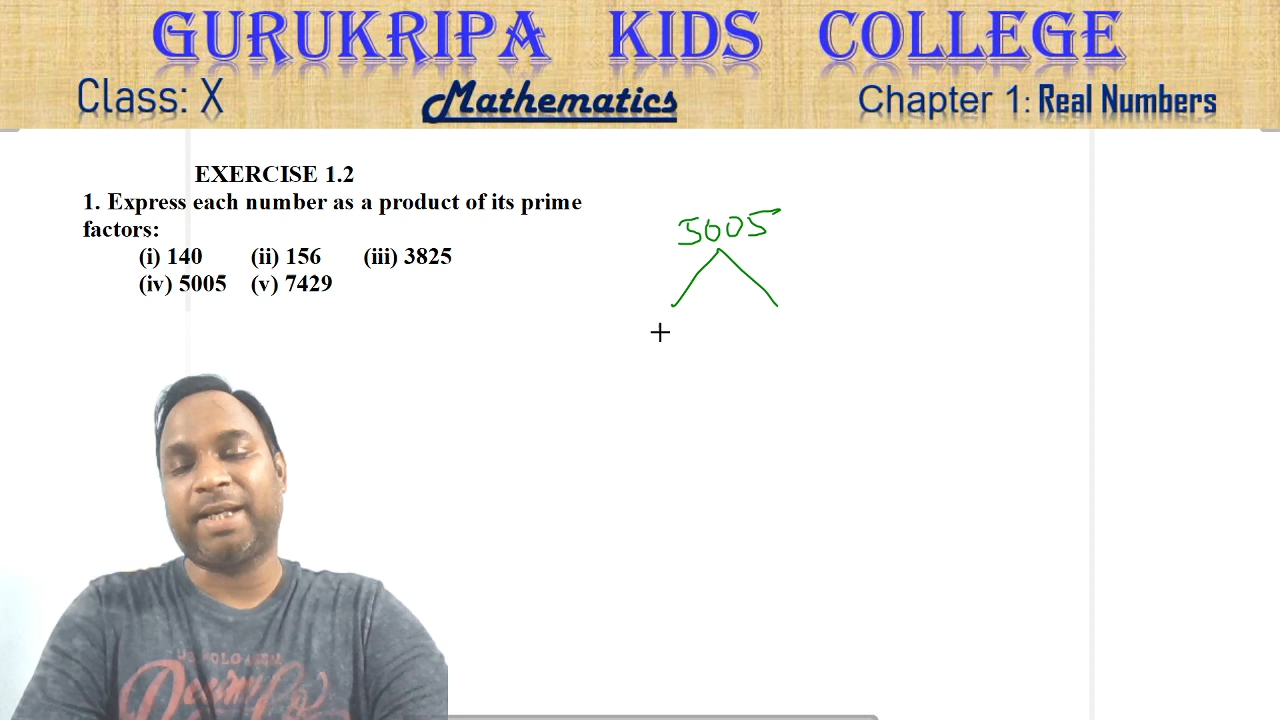 GURUKRIPA KIDS COLLEGE
Class: X Mathematics Chapter 1: Real Numbers
EXERCISE 1.2
1. Express each number as a product of its prime
factors:
(i) 140 (ii) 156 (iii) 3825
(iv) 5005 (v) 7429
5005